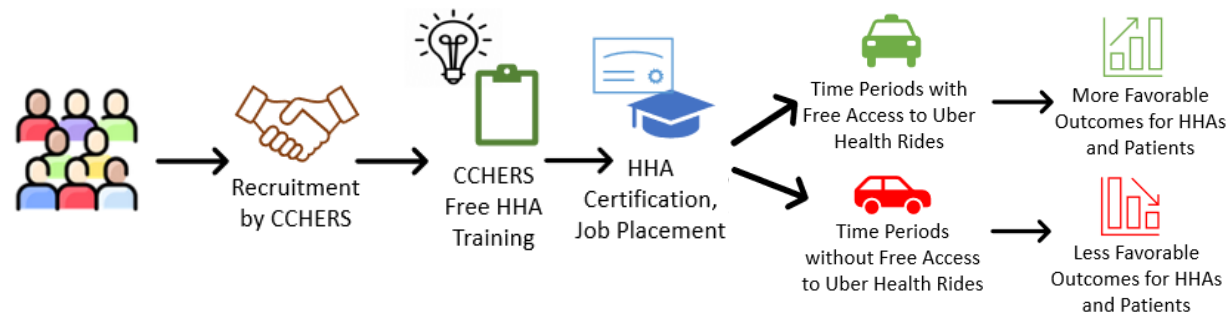 Recruitment
by CCHERS
CCHERS
Free HHA
Training
HHA
Certification,
Job Placement
Time Periods with
Free Access to Uber
Health Rides
More Favorable
Outcomes for HHAs
and Patients
Time Periods
without Free Access
to Uber Health Rides
Less Favorable
Outcomes for HHAs
and Patients